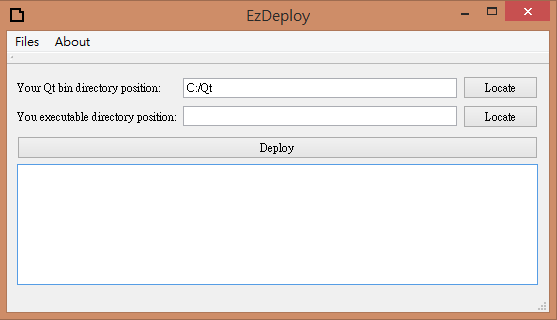 EzDeploy
Files About
Your Qt bin directory position: C:/Qt Locate
You executable directory position: Locate
Deploy